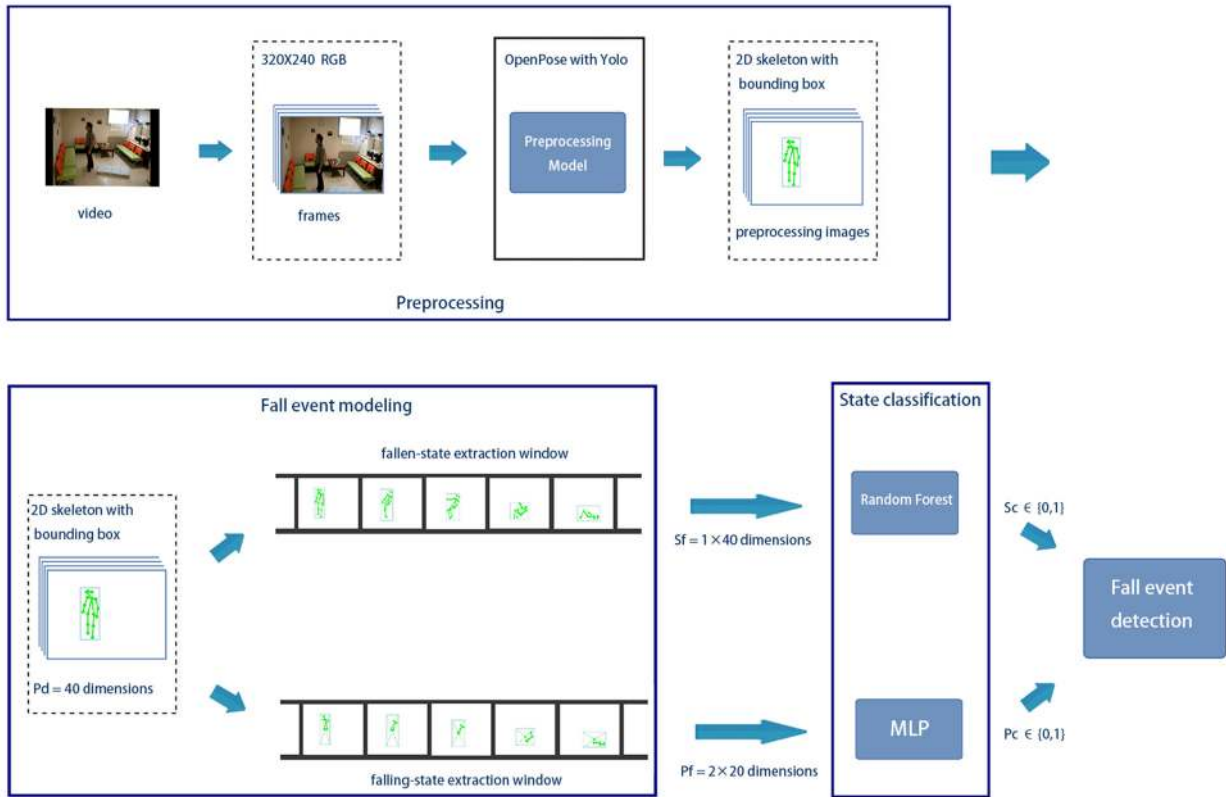 320X240 RGB
OpenPose with Yolo
2D skeleton with
bounding box
Preprocessing
Model
video
frames
preprocessing images
Preprocessing
Fall event modeling
State classification
fallen-state extraction window
2D skeleton with
bounding box
Random Forest
Sc ∈ {0,1}
Sf = 1×40 dimensions
Fall event
detection
Pd = 40 dimensions
MLP
Pc ∈ {0,1}
Pf = 2×20 dimensions
falling-state extraction window